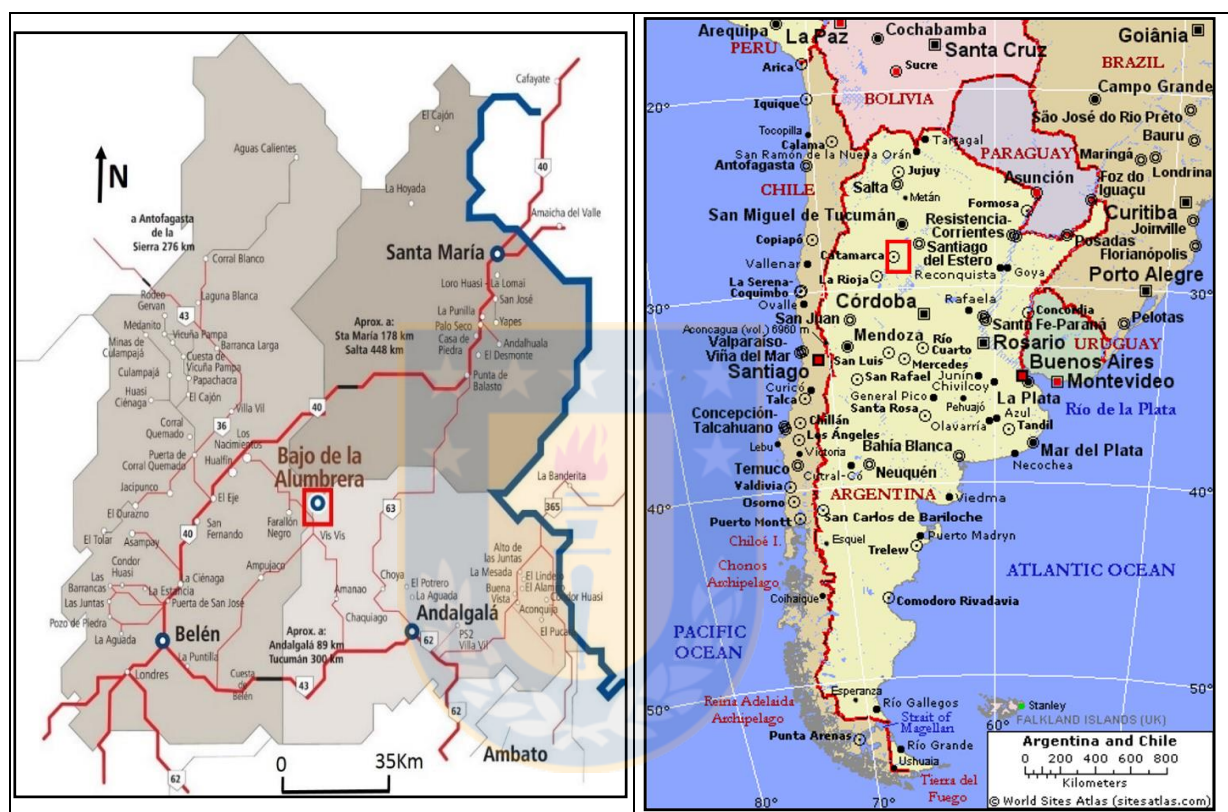 Cafayate
El Cajón
40
Aguas Calientes
N
La Hoyada
Amaicha del Valle
a Antofagasta
de la
Sierra 276 km
Santa María
Corral Blanco
Loro Huasi
La Loma
San José
Rodeo
Gervan
Laguna Blanca
43
La Punilla
Yapes
Medanito
Vicuña Pampa
Aprox. a:
Sta María 178 km
Salta 448 km
Palo Seco
Casa de
Piedra
Andalhuala
Minas de
Culampajá
Barranca Larga
El Desmonte
Cuesta de
Vicuña Pampa
Culampajá
Papachacra
Punta de
Balasto
Huasi
Ciénaga
El Cajón
40
Villa Vil
Corral
Quemado
36
Los
Nacimientos
Puerta de
Corral Quemado
Hualfín
Bajo de la
Alumbrera
La Banderita
Jacipunco
El Eje
63
365
El Durazno
San
Fernando
Farallón
Negro
Vis Vis
El Tolar
Asampay
40
Alto de
las Juntas
Condor
Huasi
Ampujaco
Choya
La Mesada
El Lindero
Las
Barrancas
La Ciénaga
Amanao
El Potrero
El Alamito
La Estancia
La Aguada
Buena
Vista
Condor Huasi
Las Juntas
Puerta de San José
Chaquiago
Aconquija
Pozo de Piedra
Andalgalá
El Pucar
La Aguada
Belén
Aprox. a:
Andalgalá 89 km
Tucumán 300 km
62
PS2
Villa Vil
La Puntilla
Londres
Cuesta
de
Belén
43
62
62
Ambato
0 35Km
Arequipa
La Paz
Cochabamba
Santa Cruz
Goiânia
PERU
Arica
Sucre
BRAZIL
BOLIVIA
Campo Grande
20°
20°
Iquique
São José do Rio Prêto
Tocopilla
Calama
Tartagal
Bauru
San Ramón de la Nueva Orán
PARAGUAY
Maringá
Antofagasta
Jujuy
Londrina
Asunción
Foz do
Iguaçu
CHILE
Salta
Metán
Formosa
Curitiba
San Miguel de Tucumán
Resistencia-
Corrientes
Joinville
Copiapó
Santiago
del Estero
Posadas
Florianópolis
Catamarca
Vallenar
La Rioja
Reconquista
Goya
Porto Alegre
La Serena-
Coquimbo
30°
Córdoba
Rafaela
Concordia
30°
Ovalle
San Juan
Pelotas
Aconcagua (vol.) 6960 m
Santa Fe-Paraná
Mendoza
Río
Cuarto
URUGUAY
Valparaíso-
Viña del Mar
San Luis
Rosario
Mercedes
Buenos Aires
Santiago
San Rafael
Junín
Chivilcoy
Montevideo
Curicó
Talca
General Pico
La Plata
Santa Rosa
Pehuajó
Azul
Río de la Plata
Concepción-
Talcahuano
Chillán
Olavarría
Tandil
Los Ángeles
Bahía Blanca
Lebu
Victoria
Mar del Plata
Temuco
Cutral-Có
Neuquén
Necochea
Valdivia
ARGENTINA
40°
Osorno
Viedma
40°
Puerto Montt
San Carlos de Bariloche
Chiloé I.
Esquel
Puerto Madryn
Trelew
Chonos
Archipelago
ATLANTIC OCEAN
Coihaique
Comodoro Rivadavia
PACIFIC
OCEAN
50°
Esperanza
Reina Adelaida
Archipelago
Río Gallegos
Stanley
50°
Strait of
Magellan
60°
FALKLAND ISLANDS (UK)
Punta Arenas
Río Grande
Argentina and Chile
0 200 400 600 800
Kilometers
Ushuaia
Tierra del
Fuego
80°
70°
© World Sites Atlas (sitesatlas.com)